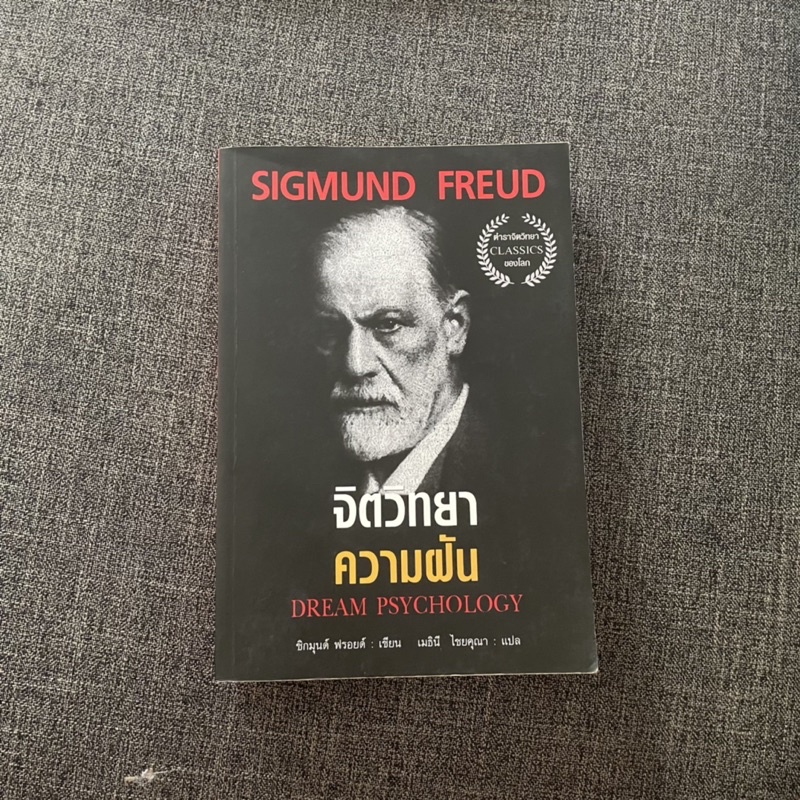 SIGMUND FREUD
ตำราจิตวิทยา
CLASSICS
ของโลก
จิตวิทยา
ความฝัน
DREAM PSYCHOLOGY
ซิกมุนด์ ฟรอยด์ : เขียน เมธินี ไชยคุณา : แปล